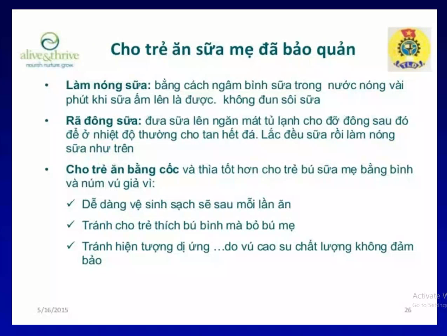 alive&thrive
nourish. nurture. grow.
Cho trẻ ăn sữa mẹ đã bảo quản
• Làm nóng sữa: bằng cách ngâm bình sữa trong nước nóng vài
phút khi sữa ấm lên là được. không đun sôi sữa
• Rã đông sữa: đưa sữa lên ngăn mát tủ lạnh cho đỡ đông sau đó
để ở nhiệt độ thường cho tan hết đá. Lắc đều sữa rồi làm nóng
sữa như trên
• Cho trẻ ăn bằng cốc và thìa tốt hơn cho trẻ bú sữa mẹ bằng bình
và núm vú giả vì:
✓ Dễ dàng vệ sinh sạch sẽ sau mỗi lần ăn
✓ Tránh cho trẻ thích bú bình mà bỏ bú mẹ
✓ Tránh hiện tượng dị ứng ...do vú cao su chất lượng không đảm
bảo
5/16/2015
26
Activate W